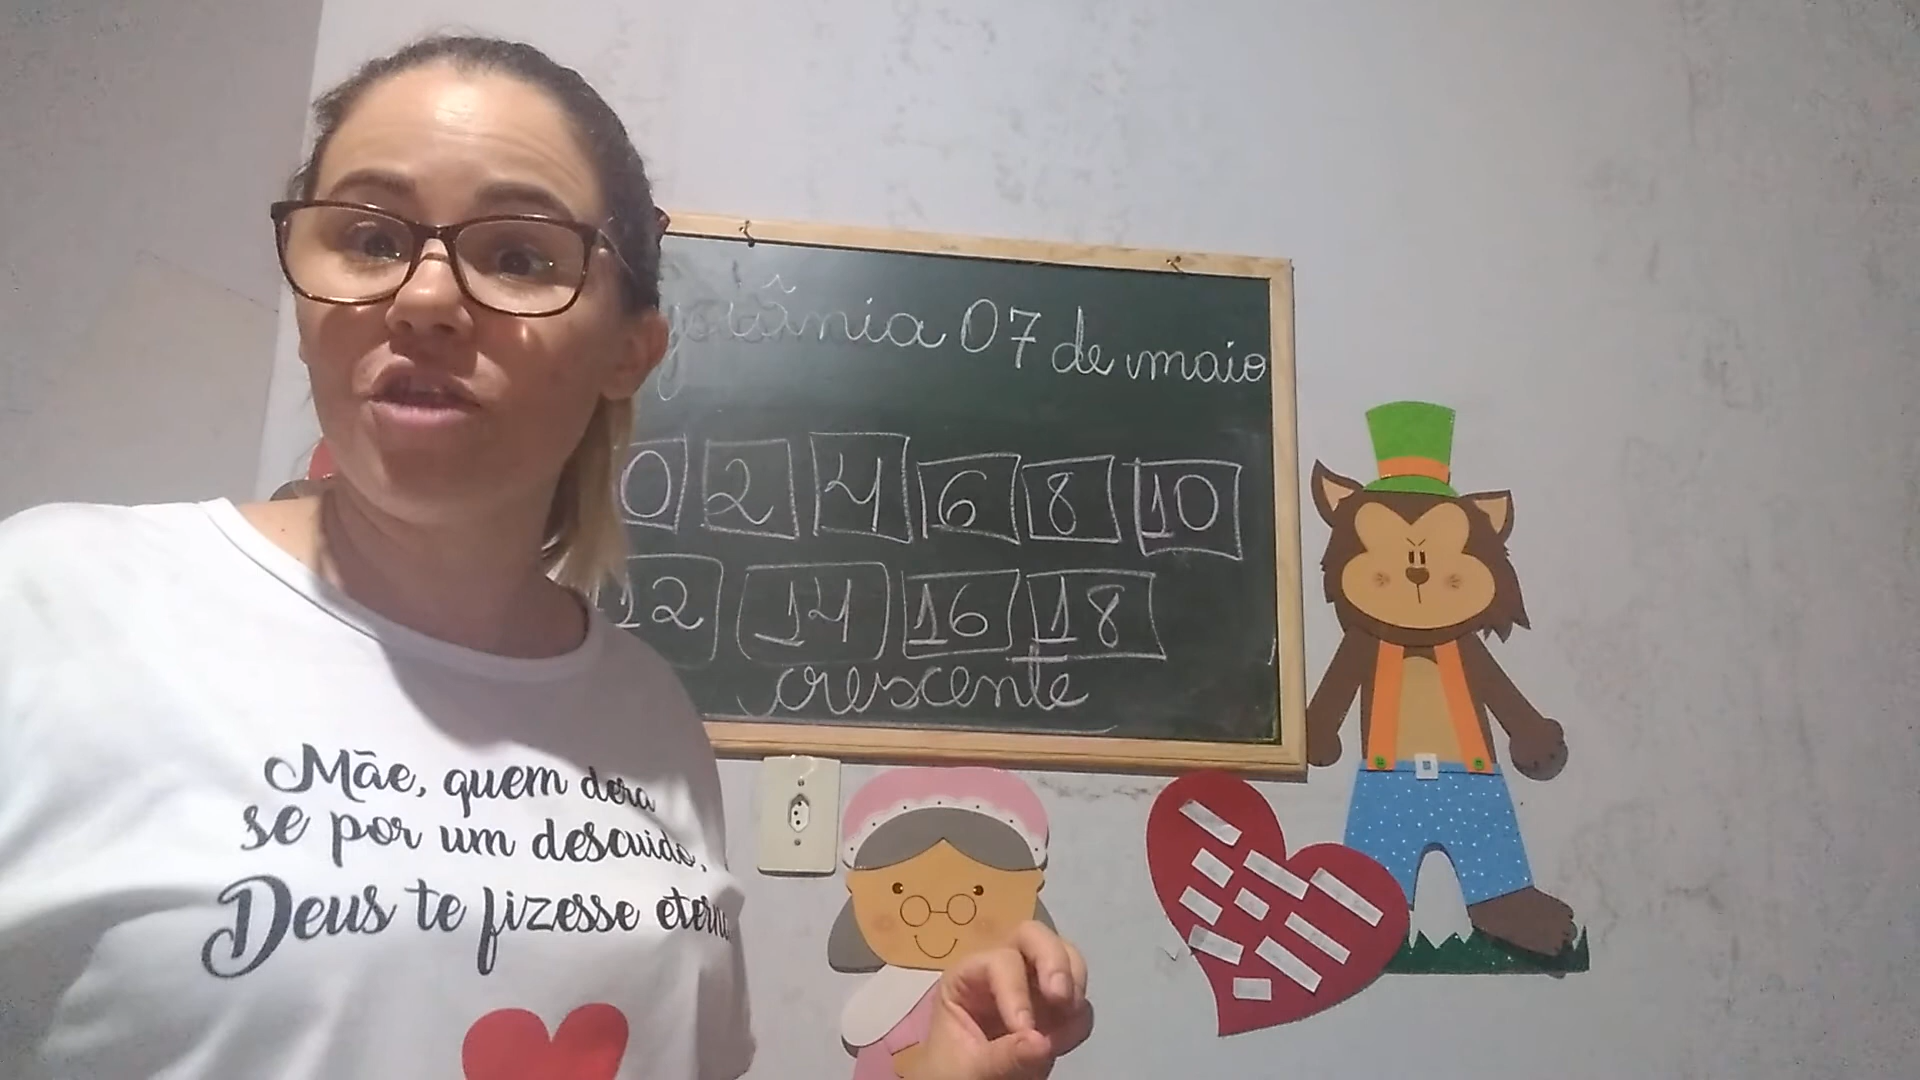 goiânia 07 de maio
0 2 4 6 8 10
12 14 16 18
crescente
Mãe, quem dera
se por um descuido,
Deus te fizesse eterna